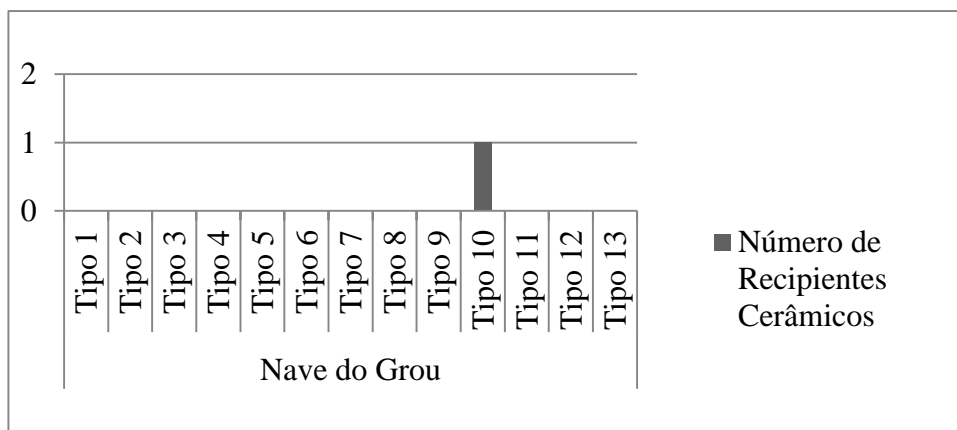 2
1
0
Tipo 1
Tipo 2
Tipo 3
Tipo 4
Tipo 5
Tipo 6
Tipo 7
Tipo 8
Tipo 9
Tipo 10
Tipo 11
Tipo 12
Tipo 13
Nave do Grou
Número de
Recipientes
Cerâmicos